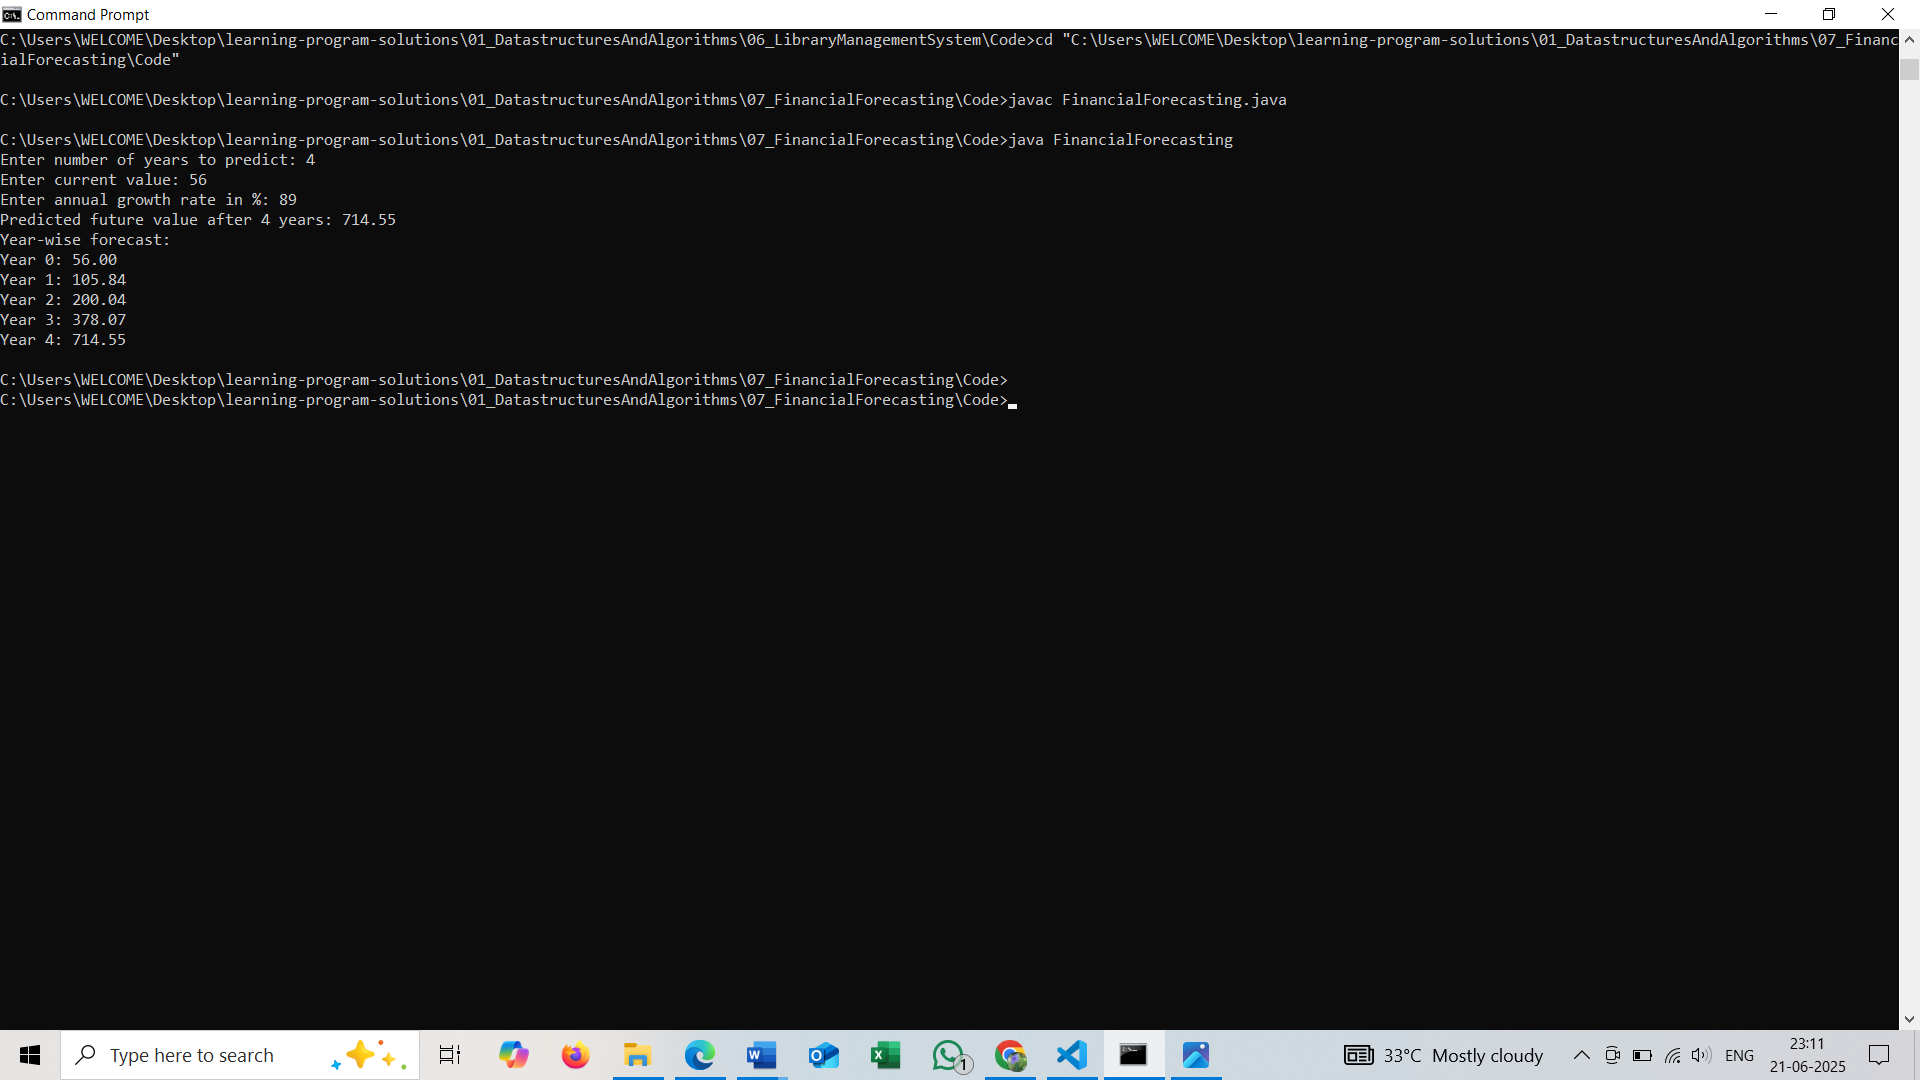 Command Prompt
C:\Users\WELCOME\Desktop\learning-program-solutions\01_DatastructuresAndAlgorithms\06_LibraryManagementSystem\Code>cd "C:\Users\WELCOME\Desktop\learning-program-solutions\01_DatastructuresAndAlgorithms\07_Financ
ialForecasting\Code"
C:\Users\WELCOME\Desktop\learning-program-solutions\01_DatastructuresAndAlgorithms\07_FinancialForecasting\Code>javac FinancialForecasting.java
C:\Users\WELCOME\Desktop\learning-program-solutions\01_DatastructuresAndAlgorithms\07_FinancialForecasting\Code>java FinancialForecasting
Enter number of years to predict: 4
Enter current value: 56
Enter annual growth rate in %: 89
Predicted future value after 4 years: 714.55
Year-wise forecast:
Year 0: 56.00
Year 1: 105.84
Year 2: 200.04
Year 3: 378.07
Year 4: 714.55
C:\Users\WELCOME\Desktop\learning-program-solutions\01_DatastructuresAndAlgorithms\07_FinancialForecasting\Code>
C:\Users\WELCOME\Desktop\learning-program-solutions\01_DatastructuresAndAlgorithms\07_FinancialForecasting\Code>
Type here to search
1
33°C Mostly cloudy
ENG
23:11
21-06-2025